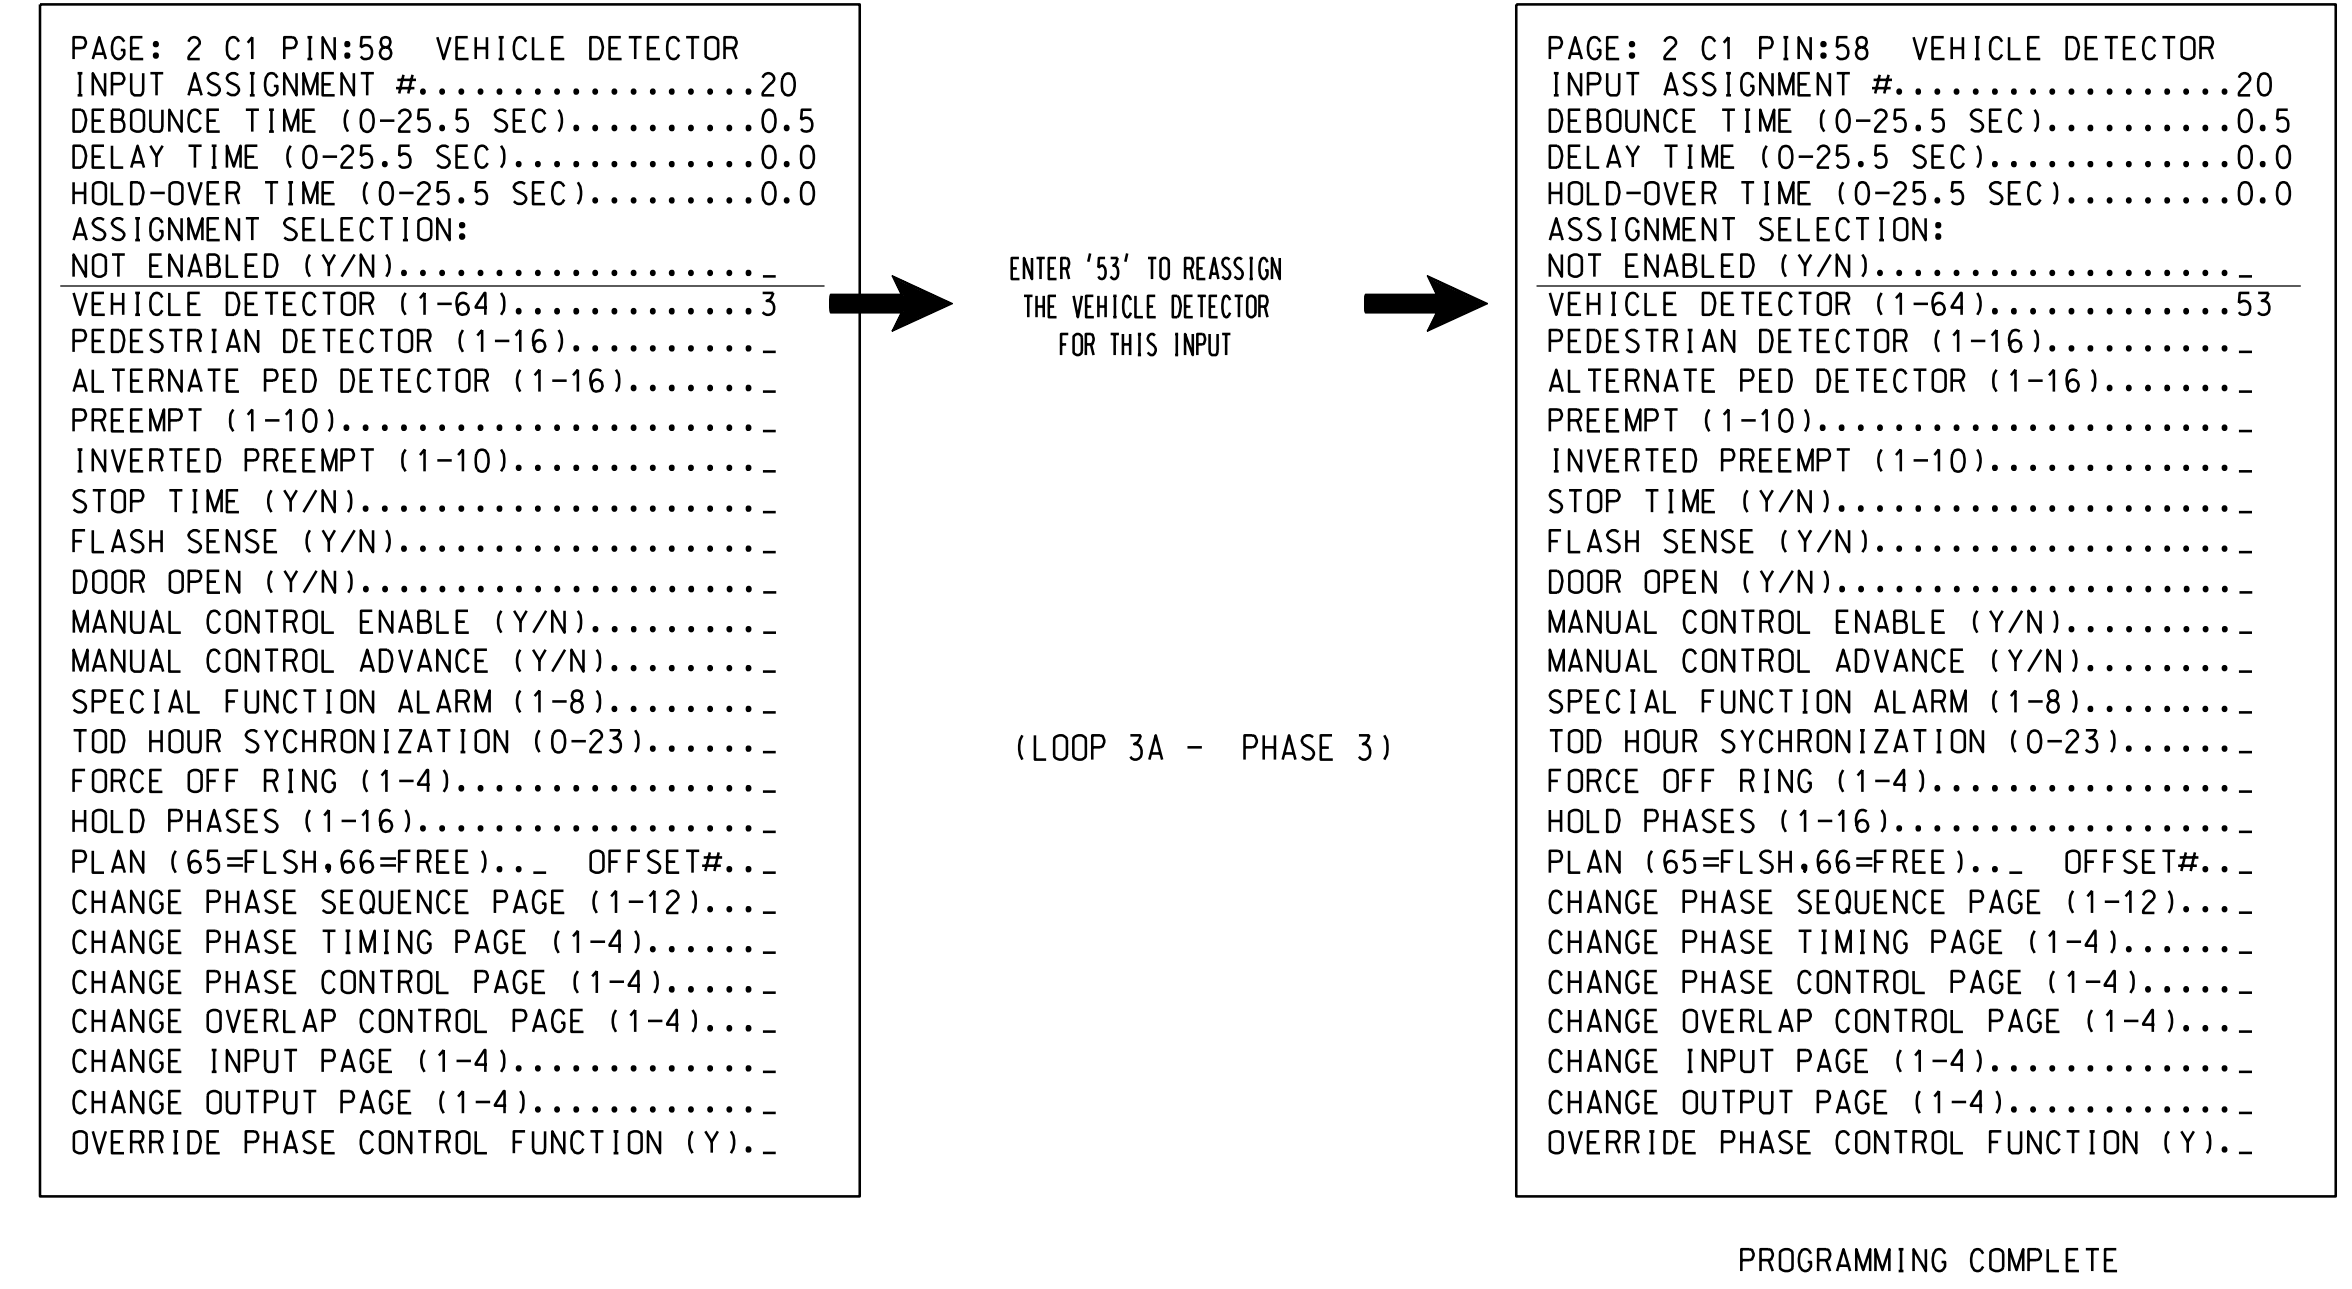 PAGE: 2 C1 PIN:58  VEHICLE DETECTOR
INPUT ASSIGNMENT #..................20
DEBOUNCE TIME (0-25.5 SEC)..........0.5
DELAY TIME (0-25.5 SEC).............0.0
HOLD-OVER TIME (0-25.5 SEC).........0.0
ASSIGNMENT SELECTION:
NOT ENABLED (Y/N)..................._
VEHICLE DETECTOR (1-64).............3
PEDESTRIAN DETECTOR (1-16).........._
ALTERNATE PED DETECTOR (1-16)......._
PREEMPT (1-10)......................_
INVERTED PREEMPT (1-10)............._
STOP TIME (Y/N)....................._
FLASH SENSE (Y/N)..................._
DOOR OPEN (Y/N)....................._
MANUAL CONTROL ENABLE (Y/N)........._
MANUAL CONTROL ADVANCE (Y/N)........_
SPECIAL FUNCTION ALARM (1-8)........_
TOD HOUR SYCHRONIZATION (0-23)......_
FORCE OFF RING (1-4)................_
HOLD PHASES (1-16).................._
PLAN (65=FLSH,66=FREE).._  OFFSET#.._
CHANGE PHASE SEQUENCE PAGE (1-12)..._
CHANGE PHASE TIMING PAGE (1-4)......_
CHANGE PHASE CONTROL PAGE (1-4)....._
CHANGE OVERLAP CONTROL PAGE (1-4)..._
CHANGE INPUT PAGE (1-4)............._
CHANGE OUTPUT PAGE (1-4)............_
OVERRIDE PHASE CONTROL FUNCTION (Y)._
ENTER '53' TO REASSIGN
THE VEHICLE DETECTOR
FOR THIS INPUT
(LOOP 3A -  PHASE 3)
PAGE: 2 C1 PIN:58  VEHICLE DETECTOR
INPUT ASSIGNMENT #..................20
DEBOUNCE TIME (0-25.5 SEC)..........0.5
DELAY TIME (0-25.5 SEC).............0.0
HOLD-OVER TIME (0-25.5 SEC).........0.0
ASSIGNMENT SELECTION:
NOT ENABLED (Y/N)..................._
VEHICLE DETECTOR (1-64).............53
PEDESTRIAN DETECTOR (1-16).........._
ALTERNATE PED DETECTOR (1-16)......._
PREEMPT (1-10)......................_
INVERTED PREEMPT (1-10)............._
STOP TIME (Y/N)....................._
FLASH SENSE (Y/N)..................._
DOOR OPEN (Y/N)....................._
MANUAL CONTROL ENABLE (Y/N)........._
MANUAL CONTROL ADVANCE (Y/N)........_
SPECIAL FUNCTION ALARM (1-8)........_
TOD HOUR SYCHRONIZATION (0-23)......_
FORCE OFF RING (1-4)................_
HOLD PHASES (1-16).................._
PLAN (65=FLSH,66=FREE).._  OFFSET#.._
CHANGE PHASE SEQUENCE PAGE (1-12)..._
CHANGE PHASE TIMING PAGE (1-4)......_
CHANGE PHASE CONTROL PAGE (1-4)....._
CHANGE OVERLAP CONTROL PAGE (1-4)..._
CHANGE INPUT PAGE (1-4)............._
CHANGE OUTPUT PAGE (1-4)............_
OVERRIDE PHASE CONTROL FUNCTION (Y)._
PROGRAMMING COMPLETE